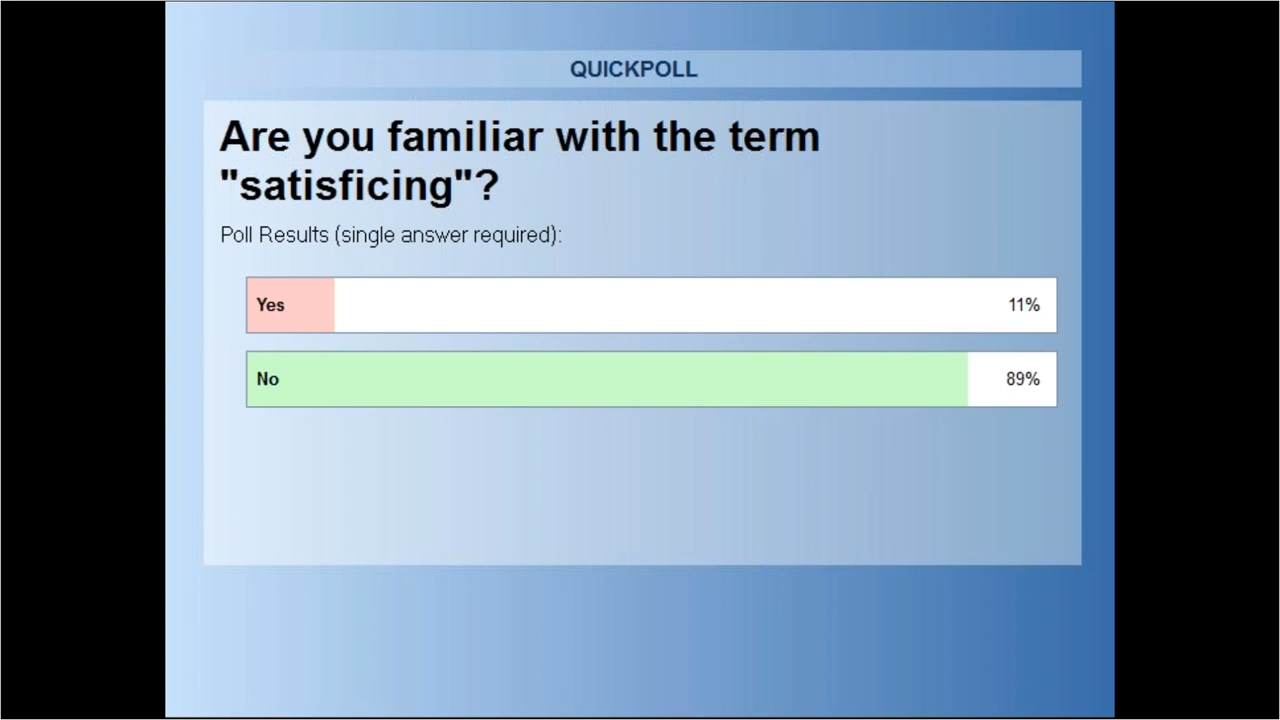 QUICKPOLL
Are you familiar with the term
"satisficing"?
Poll Results (single answer required):
Yes 11%
No 89%